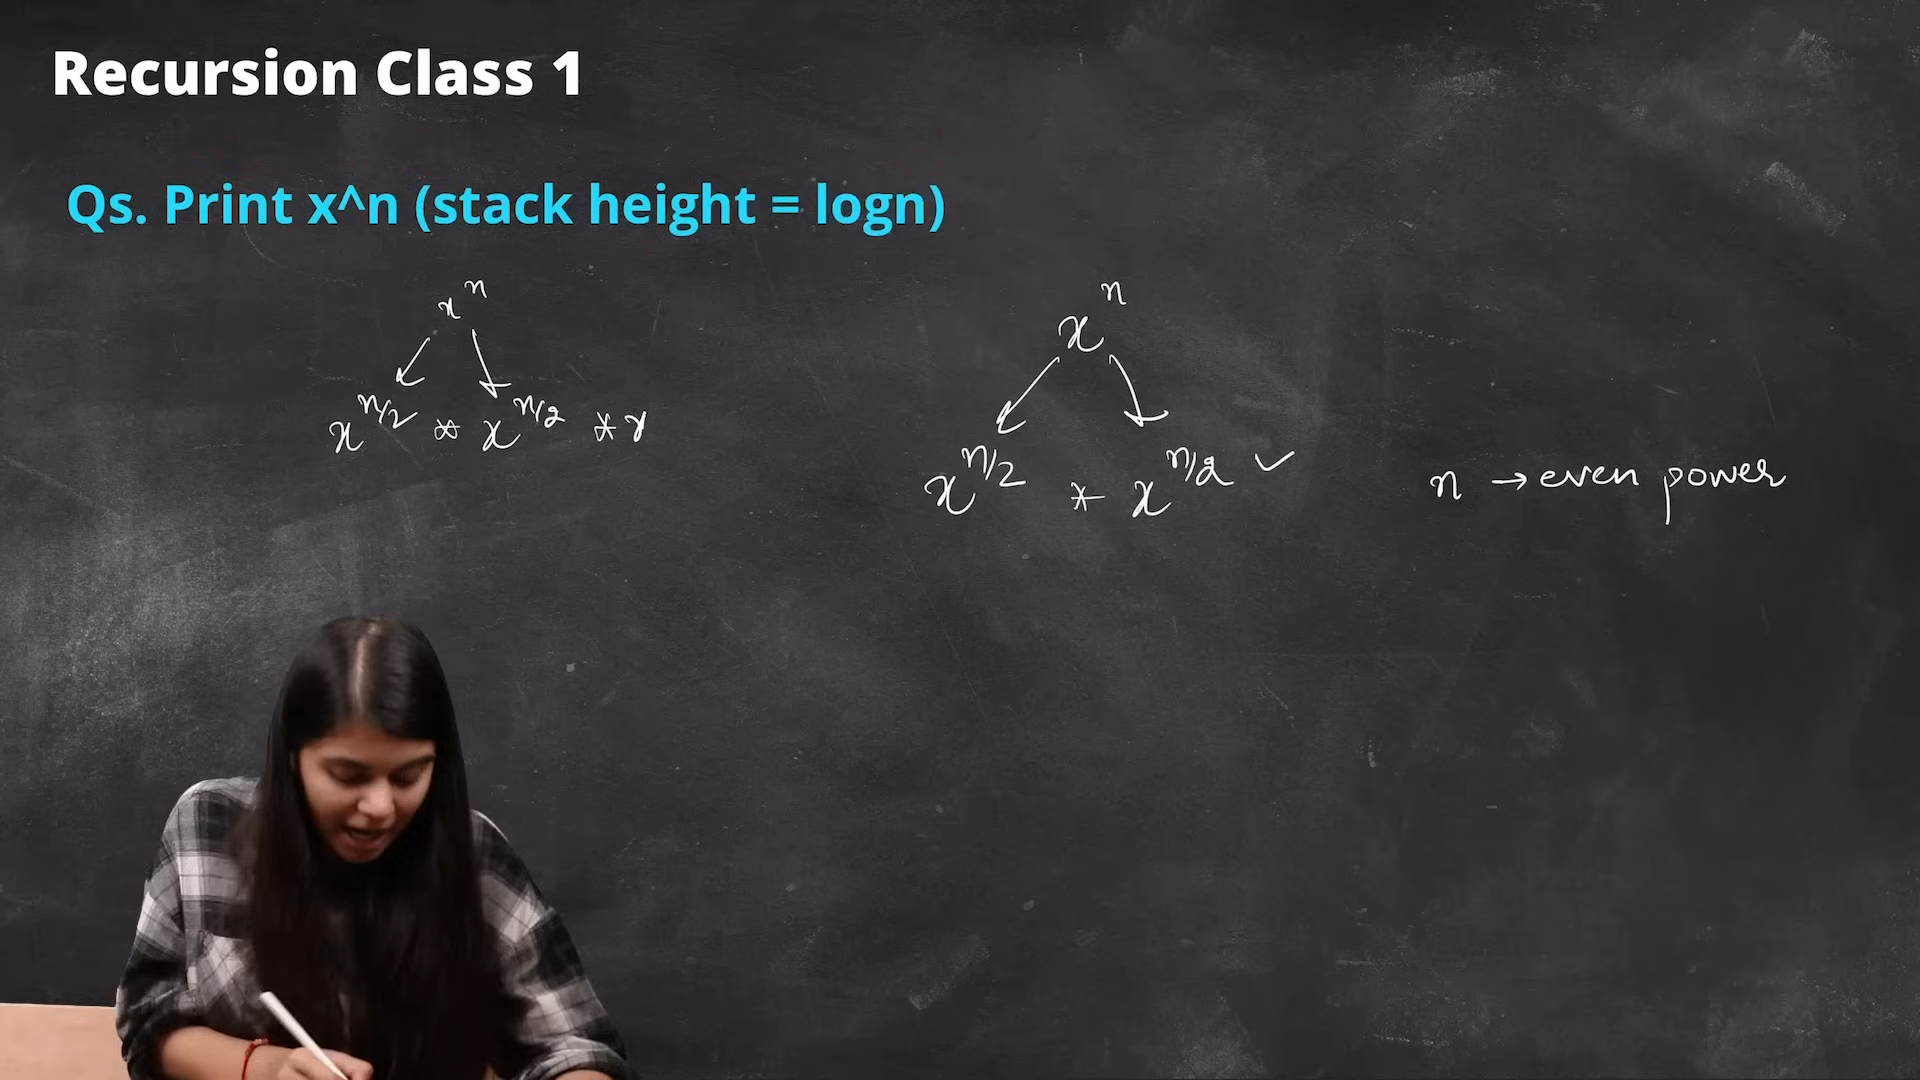 Recursion Class 1
Qs. Print x^n (stack height = logn)
x^n
x^n/2 * x^n/2 * x
x^n
x^n/2 * x^n/2 ✓
n → even power